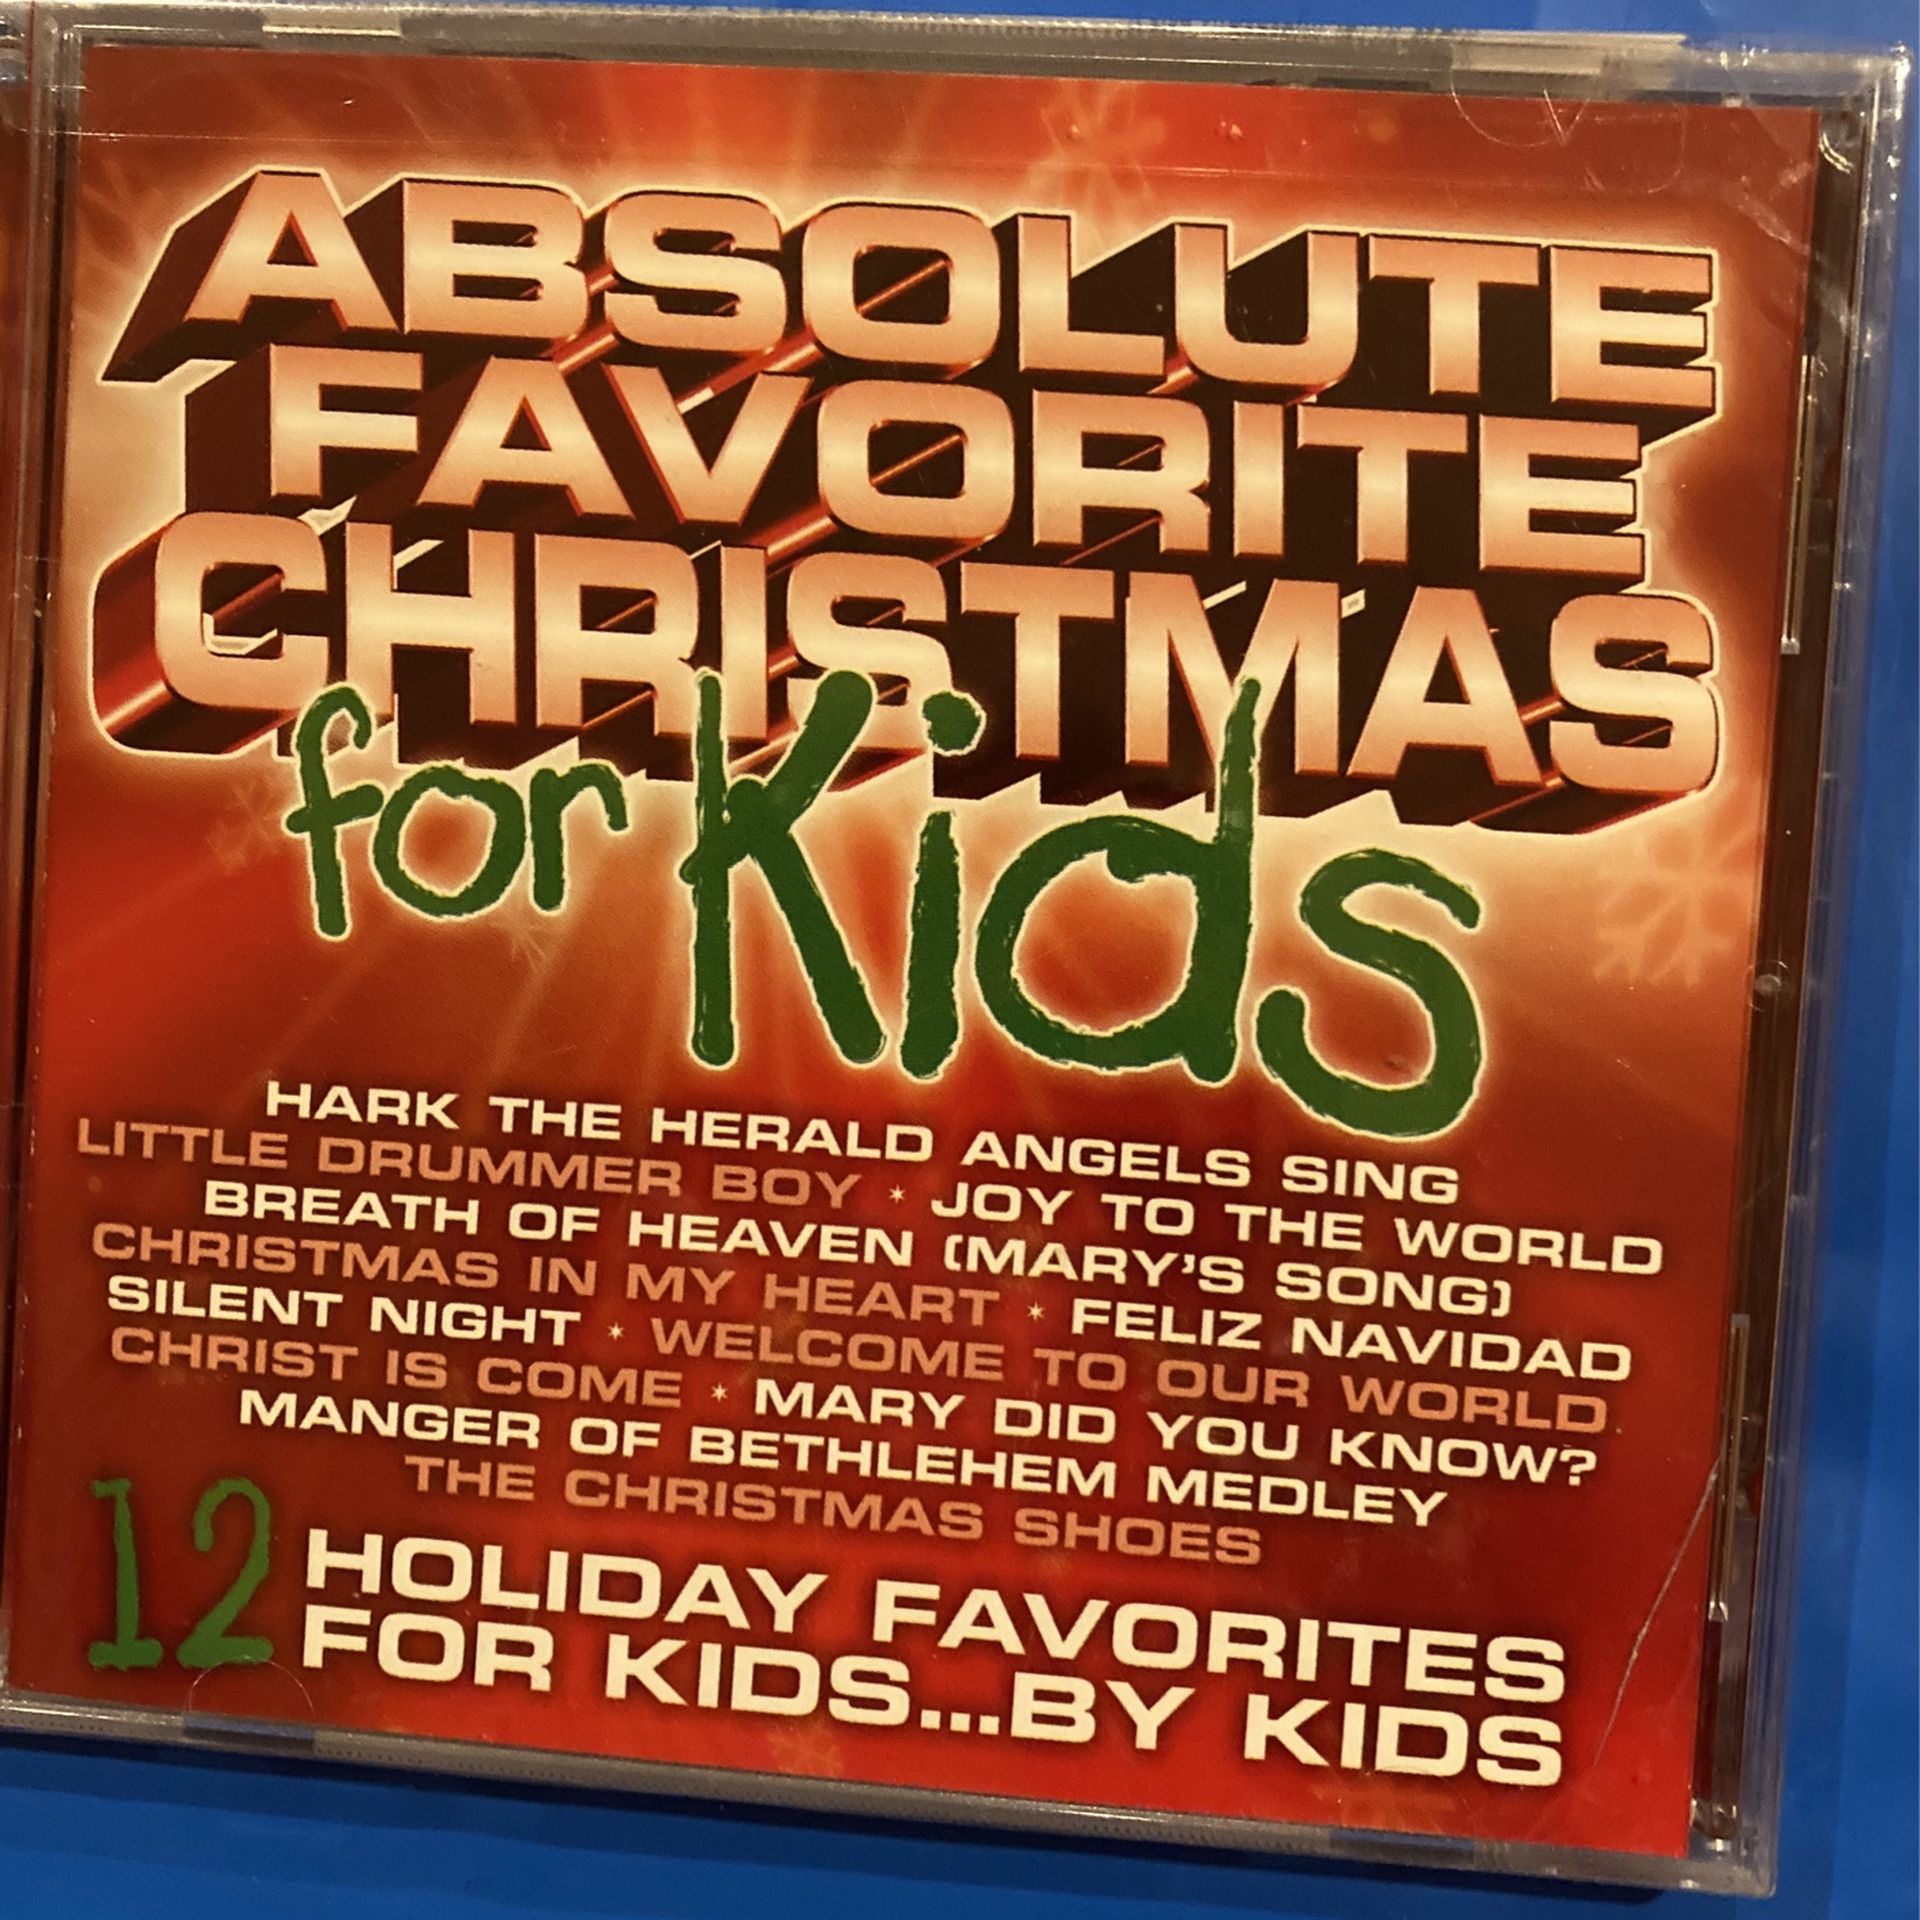 ABSOLUTE
FAVORITE
CHRISTMAS
for Kids
HARK THE HERALD ANGELS SING
LITTLE DRUMMER BOY * JOY TO THE WORLD
BREATH OF HEAVEN (MARY'S SONG)
CHRISTMAS IN MY HEART * FELIZ NAVIDAD
SILENT NIGHT * WELCOME TO OUR WORLD
CHRIST IS COME * MARY DID YOU KNOW?
MANGER OF BETHLEHEM MEDLEY
THE CHRISTMAS SHOES
12 HOLIDAY FAVORITES
FOR KIDS...BY KIDS